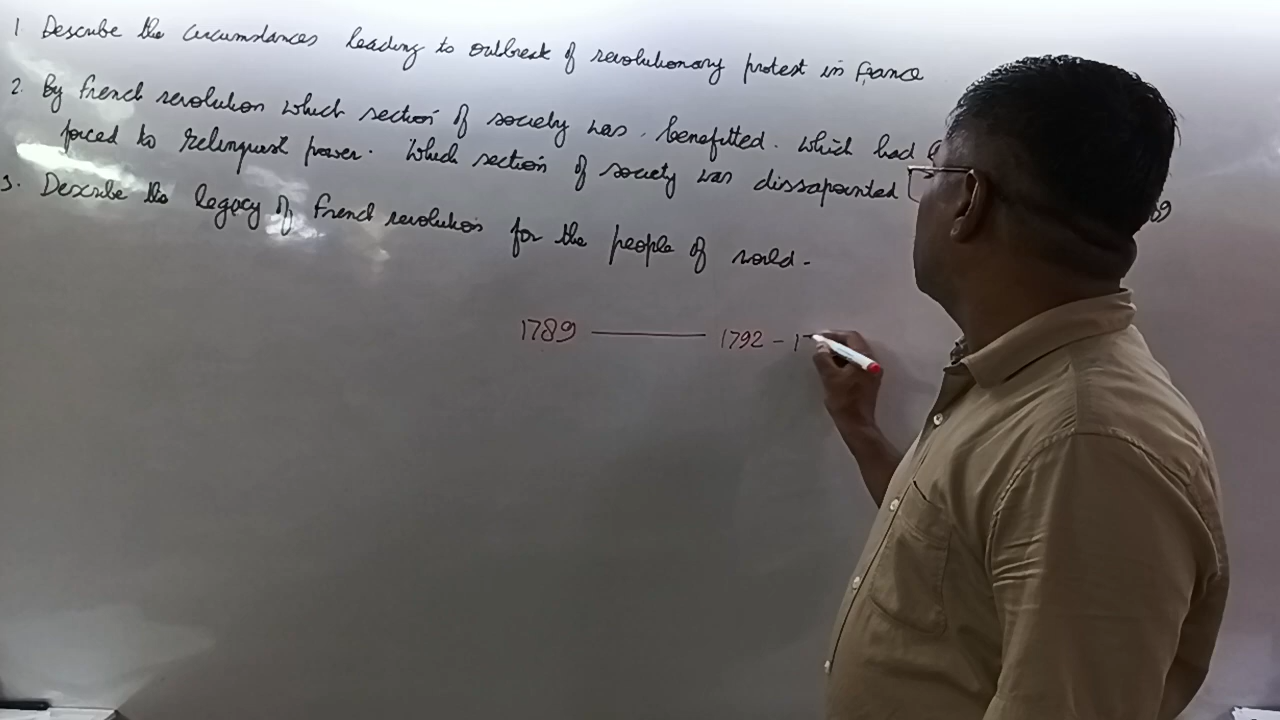 1 Describe the circumstances leading to outbreak of revolutionary protest in France
2. By French revolution which section of society was benefitted. which had
forced to relinquist power. Which section of society was dissapointed
3. Describe the legacy of French revolution for the people of world.
1789 — 1792 - 17